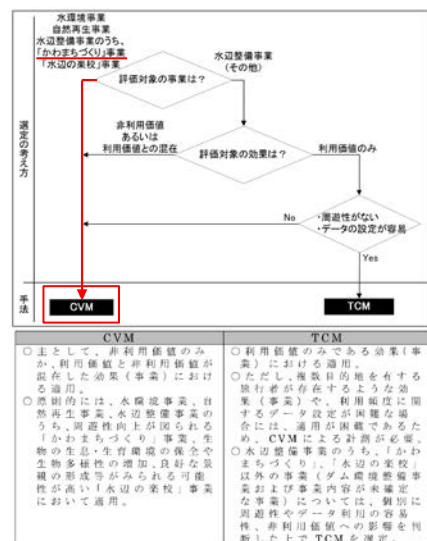 水環境事業
自然再生事業
水辺整備事業のうち、
「かわまちづくり」事業
「水辺の楽校」事業
水辺整備事業
(その他)
評価対象の事業は？
選定の考え方
非利用価値
あるいは
利用価値との混在
評価対象の効果は？
利用価値のみ
No
・周遊性がない
・データの設定が容易
Yes
手法
CVM
TCM
CVM
○主として、非利用価値のみ
か、利用価値と非利用価値が
混在した効果（事業）におけ
る適用。
○原則的には、水環境事業、自
然再生事業、水辺整備事業の
うち、周遊性向上が図られる
「かわまちづくり」事業、生
物の生息・生育環境の保全や
生物多様性の増加、良好な景
観の形成等がみられる可能
性が高い「水辺の楽校」事業
において適用。
TCM
○利用価値のみである効果（事
業）における適用。
○ただし、複数目的地を有する
旅行者が存在するような効
果（事業）や、利用頻度に関
するデータ設定が困難な場
合には、適用が困難であるた
め、CVMによる計測が必要。
○水辺整備事業のうち、「かわ
まちづくり」、「水辺の楽校」
以外の事業（ダム環境整備事
業および事業内容が未確定
な事業）については、個別に
周遊性やデータ利用の容易
性、非利用価値への影響を判
断した上でTCMを選定。